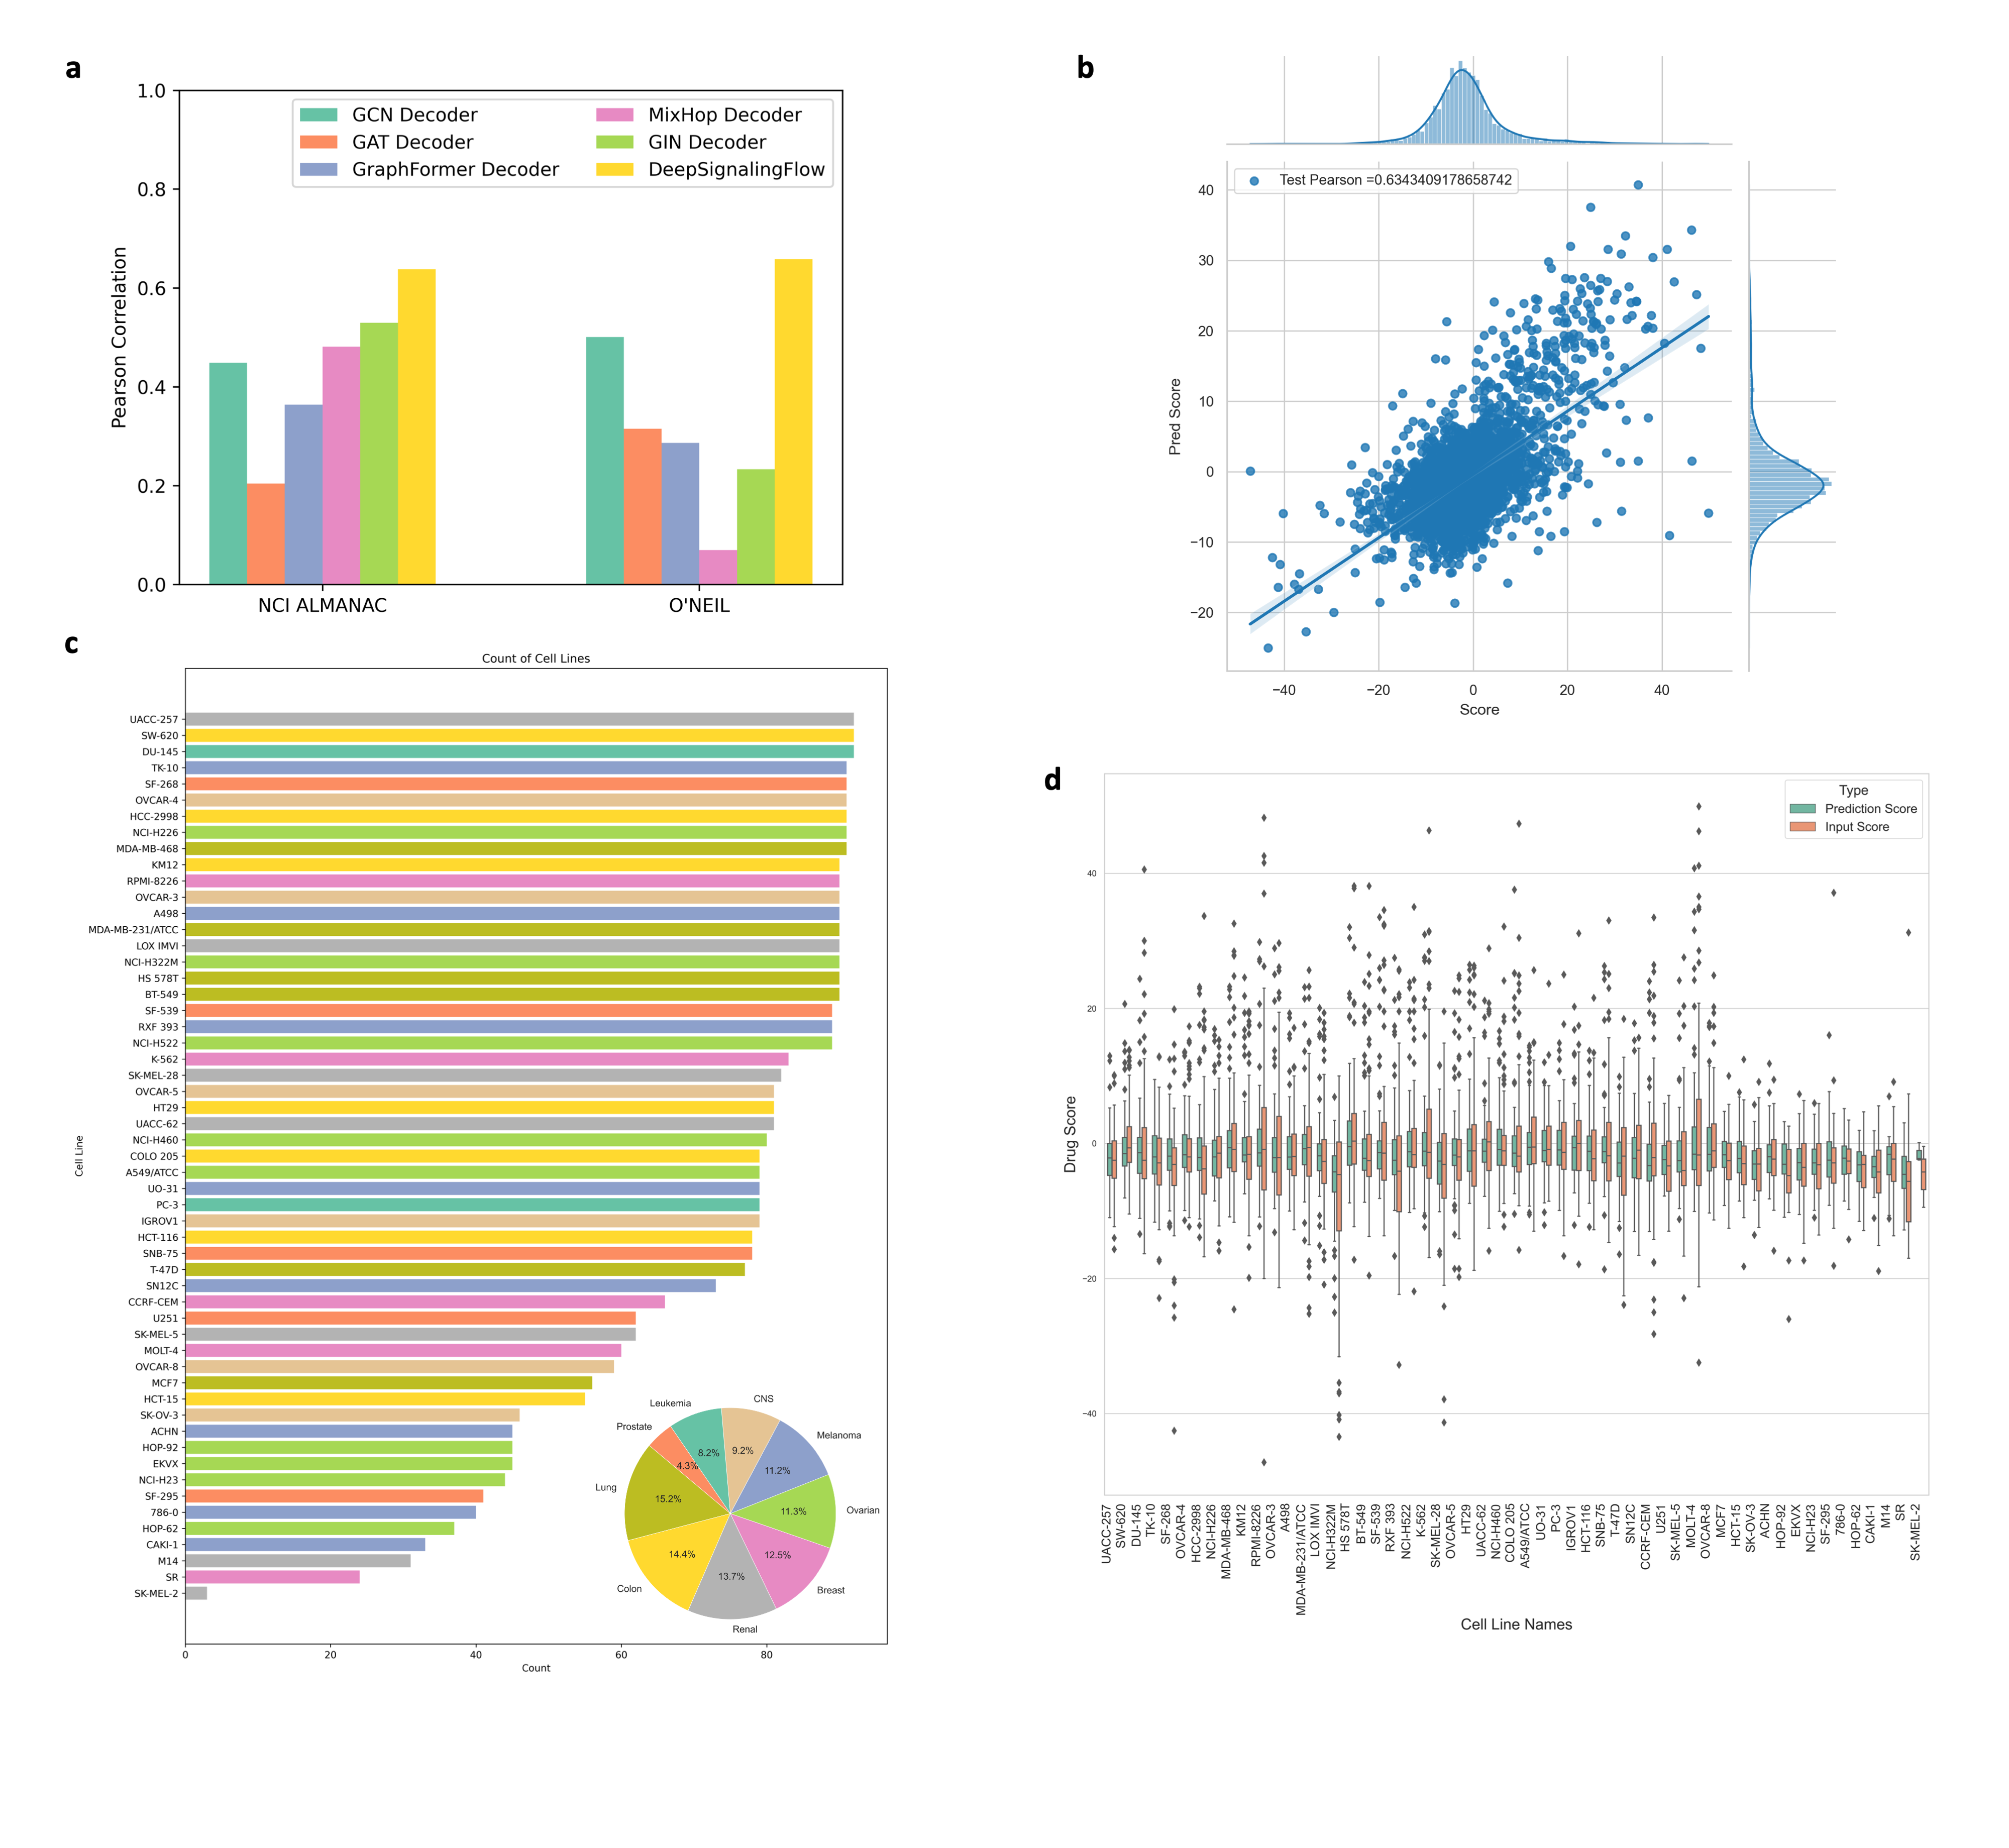 a
1.0
0.8
0.6
0.4
0.2
0.0
Pearson Correlation
GCN Decoder
GAT Decoder
GraphFormer Decoder
MixHop Decoder
GIN Decoder
DeepSignalingFlow
NCI ALMANAC
O'NEIL
b
Test Pearson =0.6343409178658742
40
30
20
10
0
−10
−20
Pred Score
−40
−20
0
20
40
Score
c
Count of Cell Lines
UACC-257
SW-620
DU-145
TK-10
SF-268
OVCAR-4
HCC-2998
NCI-H226
MDA-MB-468
KM12
RPMI-8226
OVCAR-3
A498
MDA-MB-231/ATCC
LOX IMVI
NCI-H322M
HS 578T
BT-549
SF-539
RXF 393
NCI-H522
K-562
SK-MEL-28
OVCAR-5
HT29
UACC-62
NCI-H460
COLO 205
A549/ATCC
UO-31
PC-3
IGROV1
HCT-116
SNB-75
T-47D
SN12C
CCRF-CEM
U251
SK-MEL-5
MOLT-4
OVCAR-8
MCF7
HCT-15
SK-OV-3
ACHN
HOP-92
EKVX
NCI-H23
SF-295
786-0
HOP-62
CAKI-1
M14
SR
SK-MEL-2
Cell Line
0
20
40
60
80
Count
Leukemia
CNS
Prostate
Melanoma
8.2%
9.2%
4.3%
11.2%
Lung
15.2%
11.3%
Ovarian
14.4%
12.5%
13.7%
Colon
Breast
Renal
d
Type
Prediction Score
Input Score
40
20
0
−20
−40
Drug Score
UACC-257
SW-620
DU-145
TK-10
SF-268
OVCAR-4
HCC-2998
NCI-H226
MDA-MB-468
KM12
RPMI-8226
OVCAR-3
A498
MDA-MB-231/ATCC
LOX IMVI
NCI-H322M
HS 578T
BT-549
SF-539
RXF 393
NCI-H522
K-562
SK-MEL-28
OVCAR-5
HT29
UACC-62
NCI-H460
COLO 205
A549/ATCC
UO-31
PC-3
IGROV1
HCT-116
SNB-75
T-47D
SN12C
CCRF-CEM
U251
SK-MEL-5
MOLT-4
OVCAR-8
MCF7
HCT-15
SK-OV-3
ACHN
HOP-92
EKVX
NCI-H23
SF-295
786-0
HOP-62
CAKI-1
M14
SR
SK-MEL-2
Cell Line Names